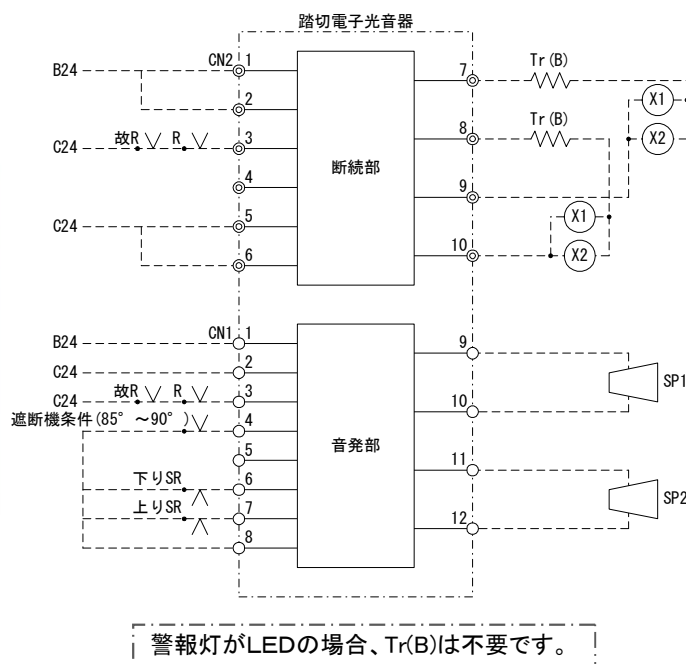 踏切電子光音器
B24
CN2
1
2
C24
故R
R
3
4
C24
5
6
断続部
7
Tr(B)
8
Tr(B)
9
10
X1
X2
X1
X2
B24
CN1
1
C24
2
C24
故R
R
3
遮断機条件(85°～90°)
4
5
下りSR
6
上りSR
7
8
音発部
9
10
SP1
11
12
SP2
警報灯がLEDの場合、Tr(B)は不要です。